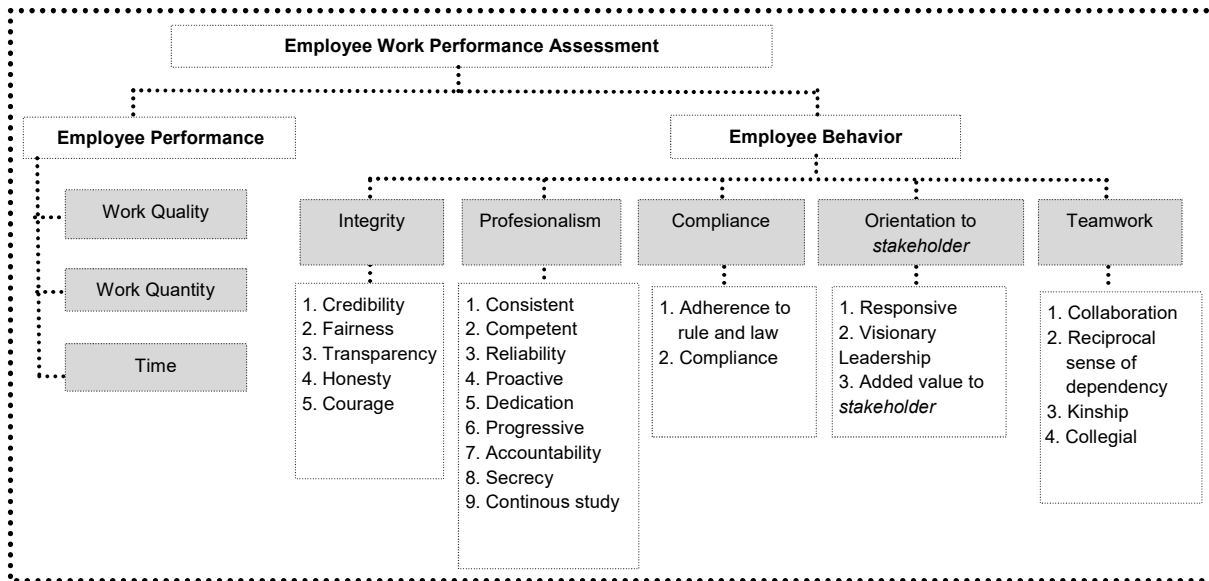 Employee Work Performance Assessment
Employee Performance
Employee Behavior
Work Quality
Work Quantity
Time
Integrity
1. Credibility
2. Fairness
3. Transparency
4. Honesty
5. Courage
Profesionalism
1. Consistent
2. Competent
3. Reliability
4. Proactive
5. Dedication
6. Progressive
7. Accountability
8. Secrecy
9. Continous study
Compliance
1. Adherence to
rule and law
2. Compliance
Orientation to
stakeholder
1. Responsive
2. Visionary
Leadership
3. Added value to
stakeholder
Teamwork
1. Collaboration
2. Reciprocal
sense of
dependency
3. Kinship
4. Collegial